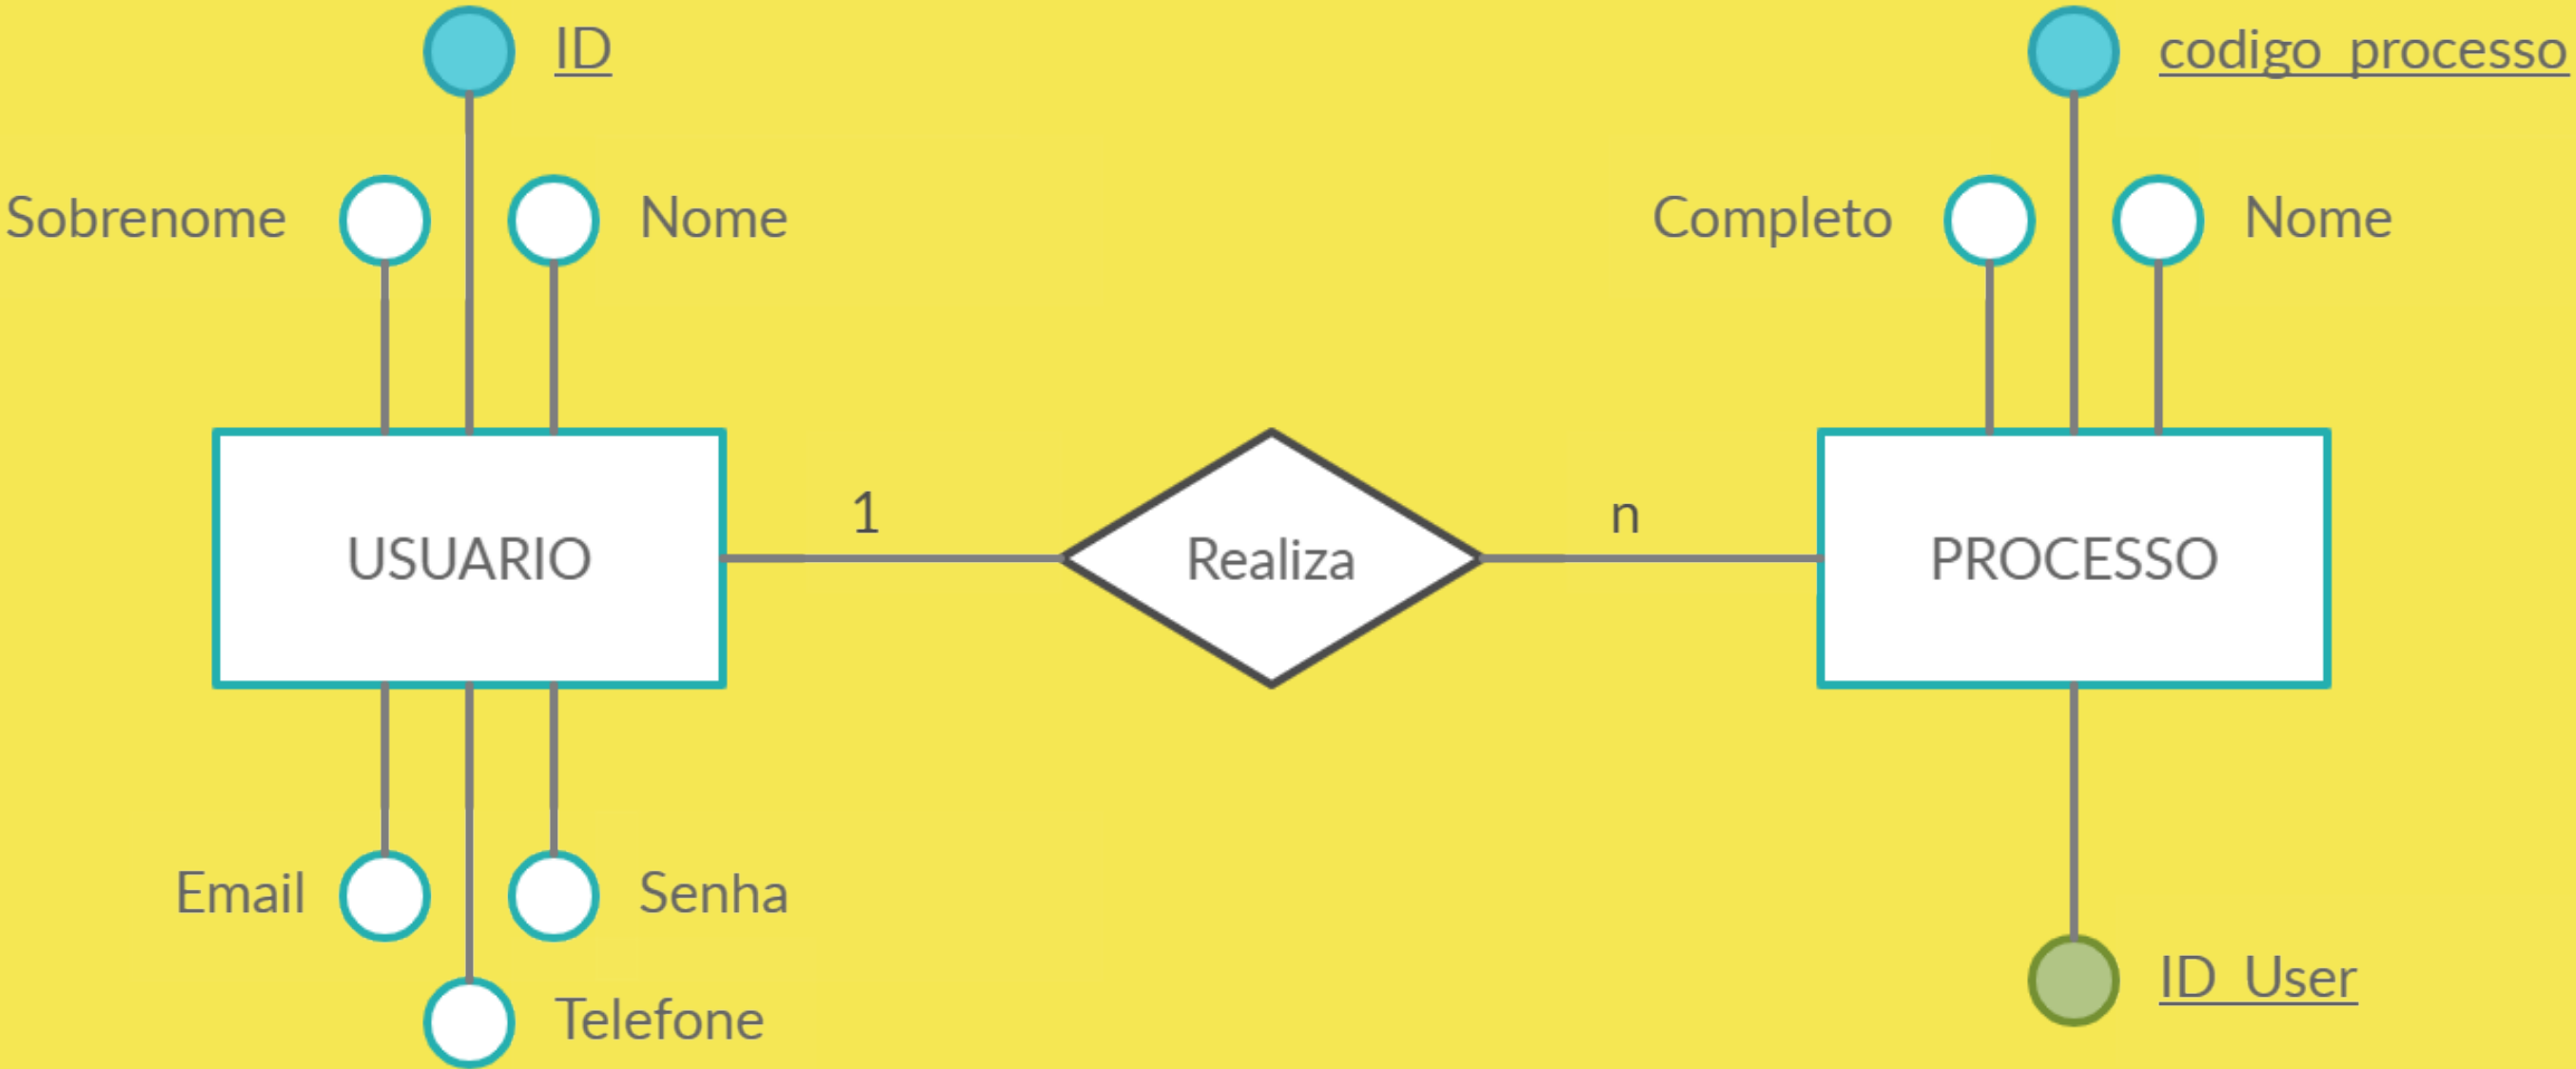 ID
codigo_processo
Sobrenome
Nome
Completo
Nome
1
n
USUARIO
Realiza
PROCESSO
Email
Senha
ID_User
Telefone